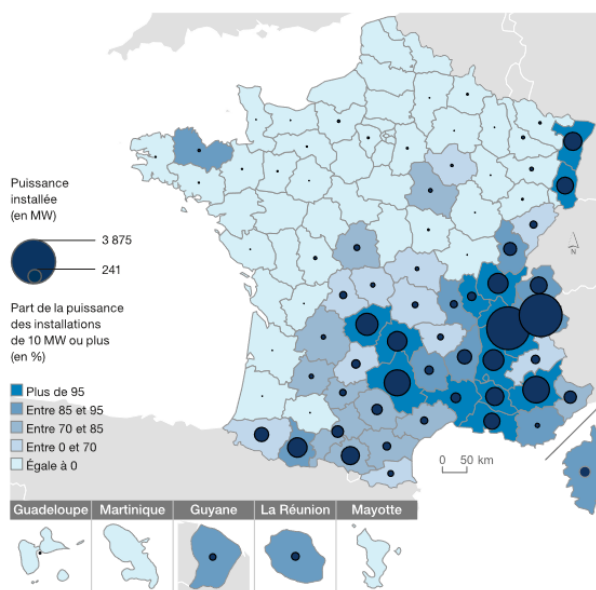 Puissance
installée
(en MW)
3 875
241
Part de la puissance
des installations
de 10 MW ou plus
(en %)
Plus de 95
Entre 85 et 95
Entre 70 et 85
Entre 0 et 70
Égale à 0
N
0 50 km
Guadeloupe Martinique Guyane La Réunion Mayotte